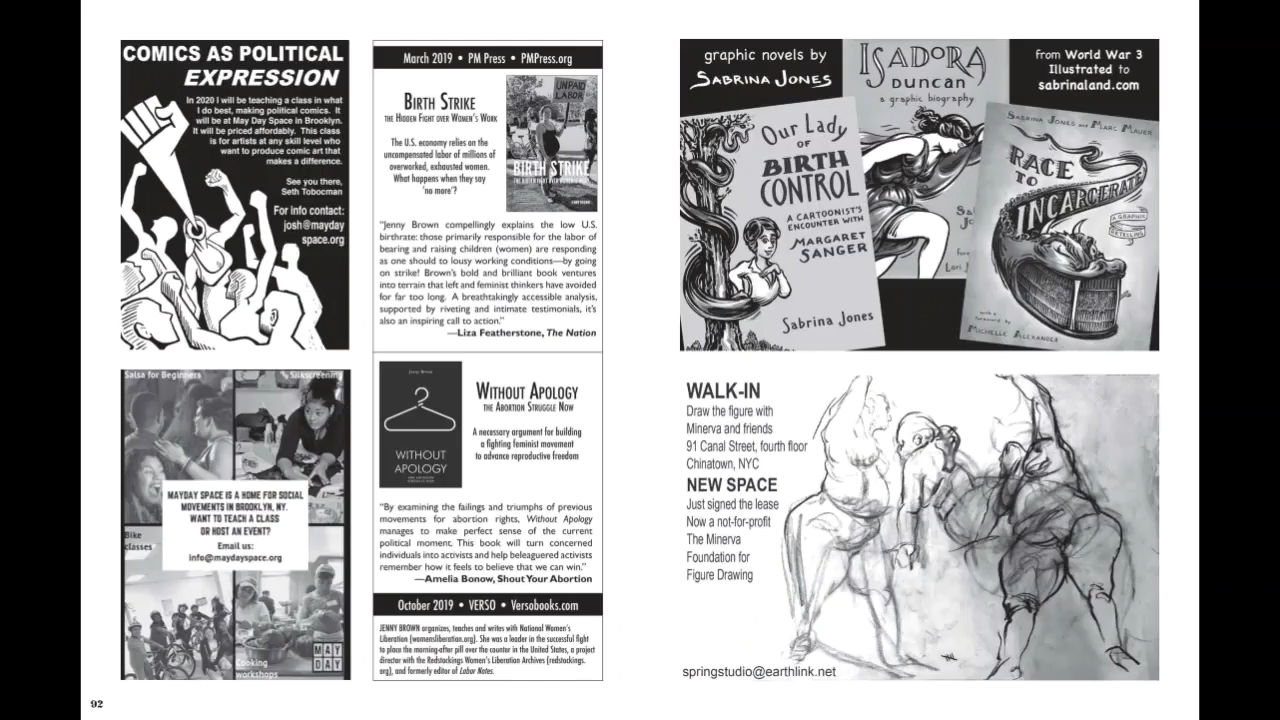 COMICS AS POLITICAL
EXPRESSION
In 2020 I will be teaching a class in what
I do best, making political comics. It
will be at May Day Space in Brooklyn.
It will be priced affordably. This class
is for artists at any skill level who
want to produce comic art that
makes a difference.
See you there,
Seth Tobocman
For info contact:
josh@mayday
space.org
Salsa for Beginners
Silkscreening
MAYDAY SPACE IS A HOME FOR SOCIAL
MOVEMENTS IN BROOKLYN, NY.
WANT TO TEACH A CLASS
OR HOST AN EVENT?
Email us:
info@maydayspace.org
Bike
classes
Cooking
workshops
MAY
DAY
March 2019 • PM Press • PMPress.org
BIRTH STRIKE
THE HIDDEN FIGHT OVER WOMEN'S WORK
The U.S. economy relies on the
uncompensated labor of millions of
overworked, exhausted women.
What happens when they say
'no more'?
UNPAID
LABOR
BIRTH STRIKE
THE HIDDEN FIGHT OVER WOMEN'S WORK
"Jenny Brown compellingly explains the low U.S.
birthrate: those primarily responsible for the labor of
bearing and raising children (women) are responding
as one should to lousy working conditions—by going
on strike! Brown's bold and brilliant book ventures
into terrain that left and feminist thinkers have avoided
for far too long. A breathtakingly accessible analysis,
supported by riveting and intimate testimonials, it's
also an inspiring call to action."
—Liza Featherstone, The Nation
Jenny Brown
WITHOUT
APOLOGY
WITHOUT APOLOGY
THE ABORTION STRUGGLE NOW
A necessary argument for building
a fighting feminist movement
to advance reproductive freedom
"By examining the failings and triumphs of previous
movements for abortion rights, Without Apology
manages to make perfect sense of the current
political moment. This book will turn concerned
individuals into activists and help beleaguered activists
remember how it feels to believe that we can win."
—Amelia Bonow, Shout Your Abortion
October 2019 • VERSO • Versobooks.com
JENNY BROWN organizes, teaches and writes with National Women's
Liberation (womensliberation.org). She was a leader in the successful fight
to place the morning-after pill over the counter in the United States, a project
director with the Redstockings Women's Liberation Archives (redstockings.
org), and formerly editor of Labor Notes.
graphic novels by
SABRINA JONES
ISADORA
DUNCAN
a graphic biography
from World War 3
Illustrated to
sabrinaland.com
OUR LADY
OF
BIRTH
CONTROL
A CARTOONIST'S
ENCOUNTER WITH
MARGARET
SANGER
Sabrina Jones
SABRINA JONES AND MARC MAUER
RACE
TO
INCARCERATE
A GRAPHIC
RETELLING
with a
foreword by
MICHELLE ALEXANDER
WALK-IN
Draw the figure with
Minerva and friends
91 Canal Street, fourth floor
Chinatown, NYC
NEW SPACE
Just signed the lease
Now a not-for-profit
The Minerva
Foundation for
Figure Drawing
springstudio@earthlink.net
92